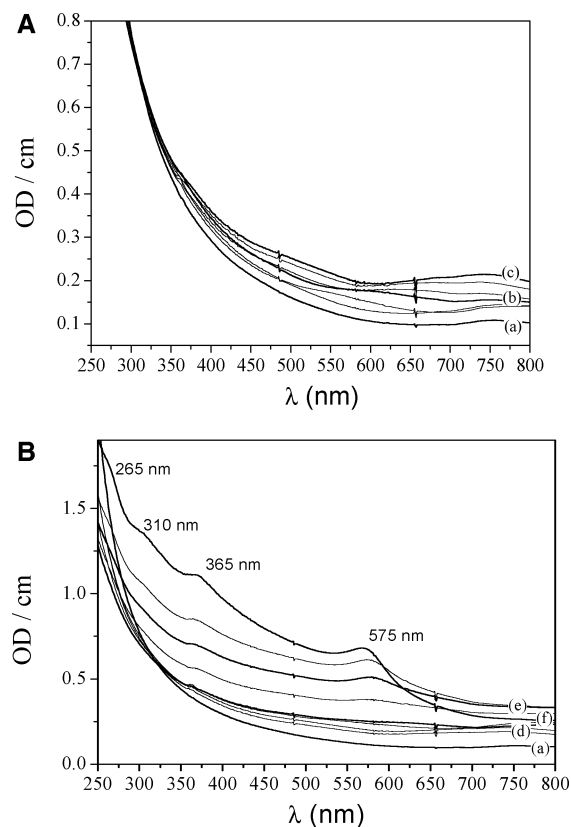 A
0.8
0.7
0.6
0.5
0.4
0.3
0.2
0.1
OD / cm
(c)
(b)
(a)
250 300 350 400 450 500 550 600 650 700 750 800
λ (nm)
B
265 nm
310 nm
365 nm
575 nm
1.5
1.0
0.5
0.0
OD / cm
(e)
(f)
(d)
(a)
250 300 350 400 450 500 550 600 650 700 750 800
λ (nm)